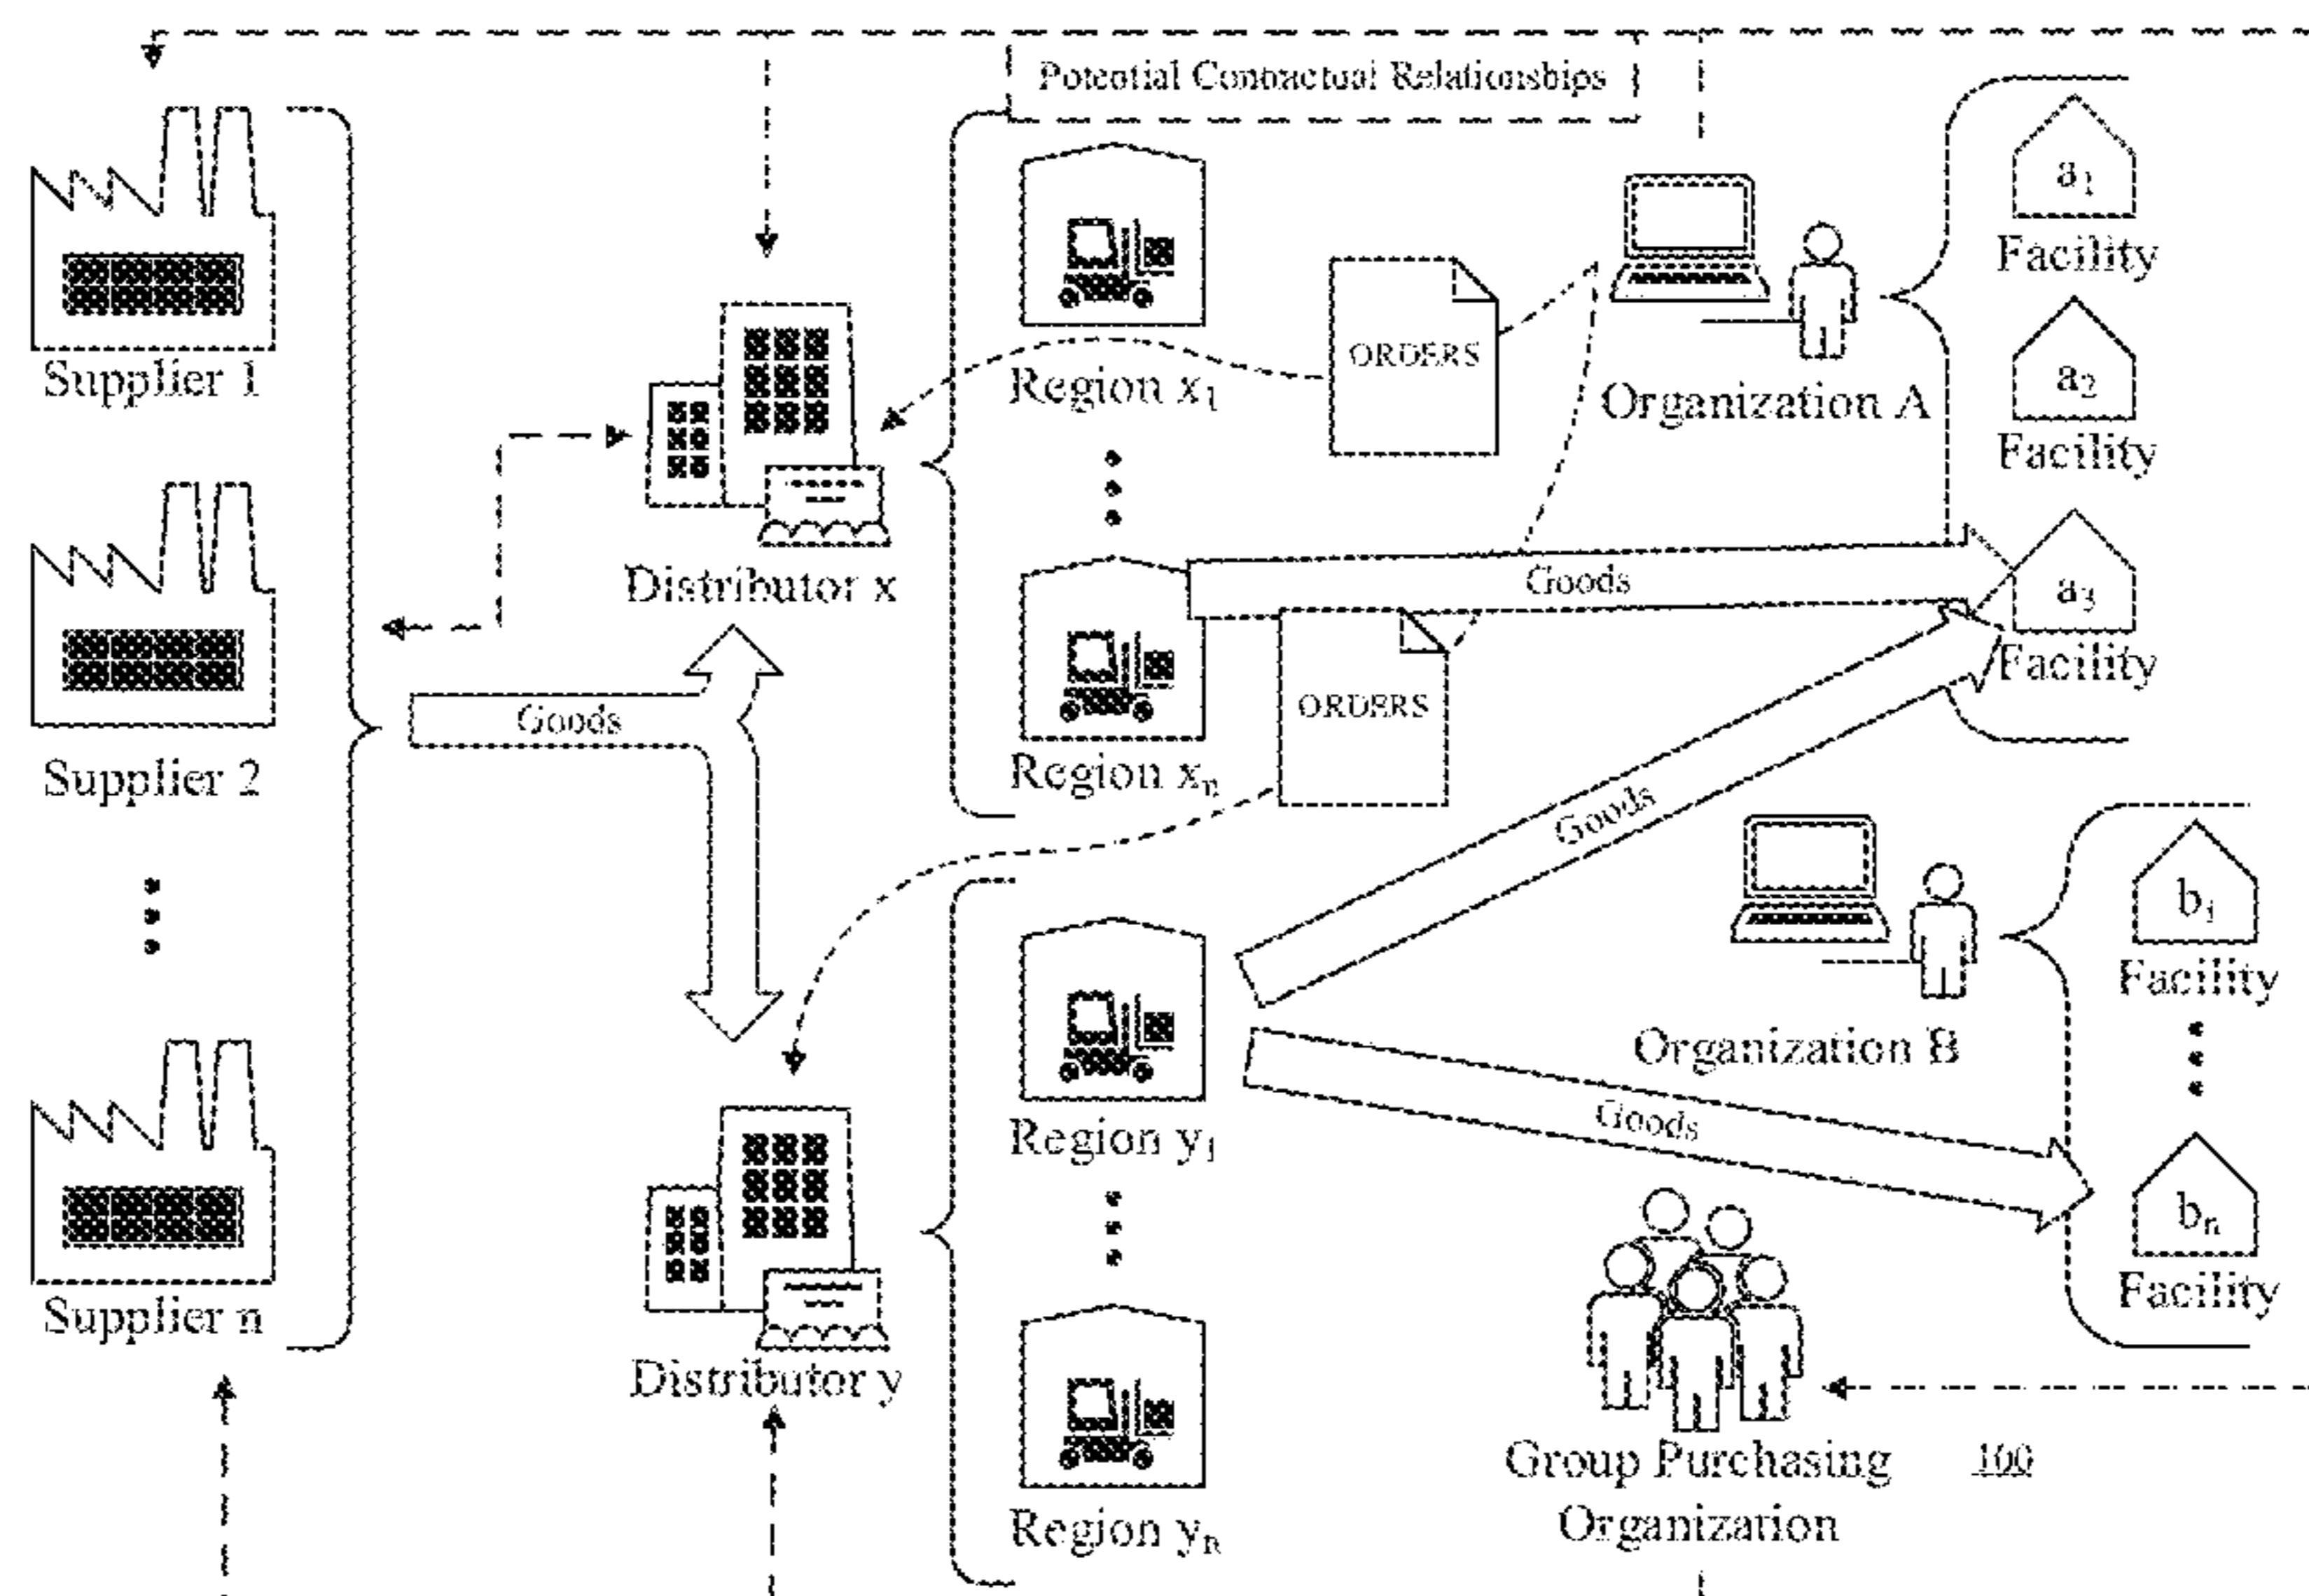 Potential Contractual Relationships
Supplier 1
Supplier 2
Supplier n
Goods
Distributor x
Distributor y
Region x₁
Region xₙ
Region y₁
Region yₙ
ORDERS
ORDERS
Goods
Goods
Goods
Organization A
a₁
Facility
a₂
Facility
a₃
Facility
Organization B
b₁
Facility
bₙ
Facility
Group Purchasing
Organization
100